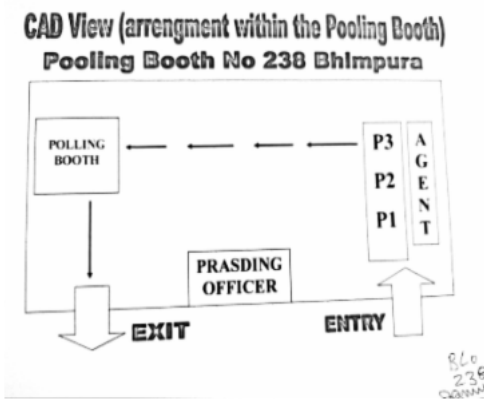 CAD View (arrengment within the Pooling Booth)
Pooling Booth No 238 Bhimpura
POLLING
BOOTH
P3
P2
P1
A
G
E
N
T
PRASDING
OFFICER
EXIT
ENTRY
BLO
238